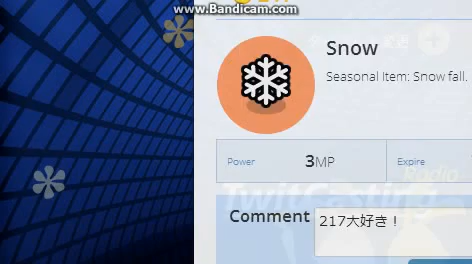 www.Bandicam.com
Snow
Seasonal Item: Snow fall.
Power
3MP
Expire
Radio
TwitCasting
Comment
217大好き！